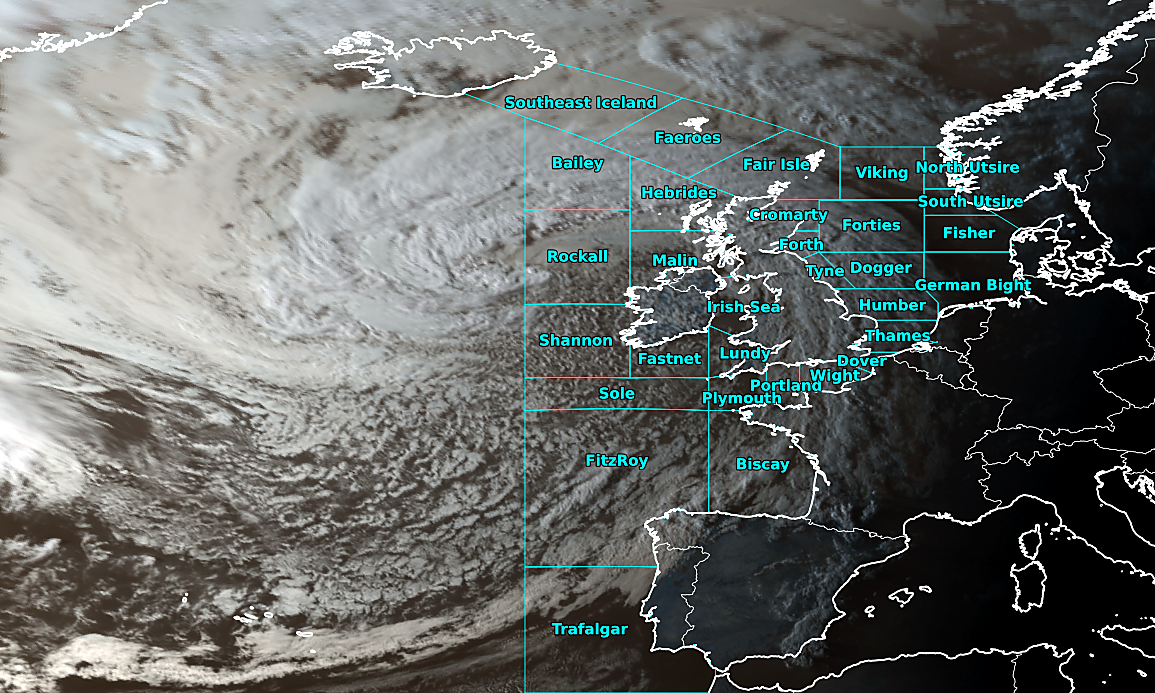 Southeast Iceland
Faeroes
Bailey
Fair Isle
Viking
North Utsire
Hebrides
South Utsire
Cromarty
Forties
Fisher
Forth
Rockall
Malin
Tyne
Dogger
German Bight
Irish Sea
Humber
Shannon
Thames
Fastnet
Lundy
Dover
Wight
Portland
Sole
Plymouth
FitzRoy
Biscay
Trafalgar